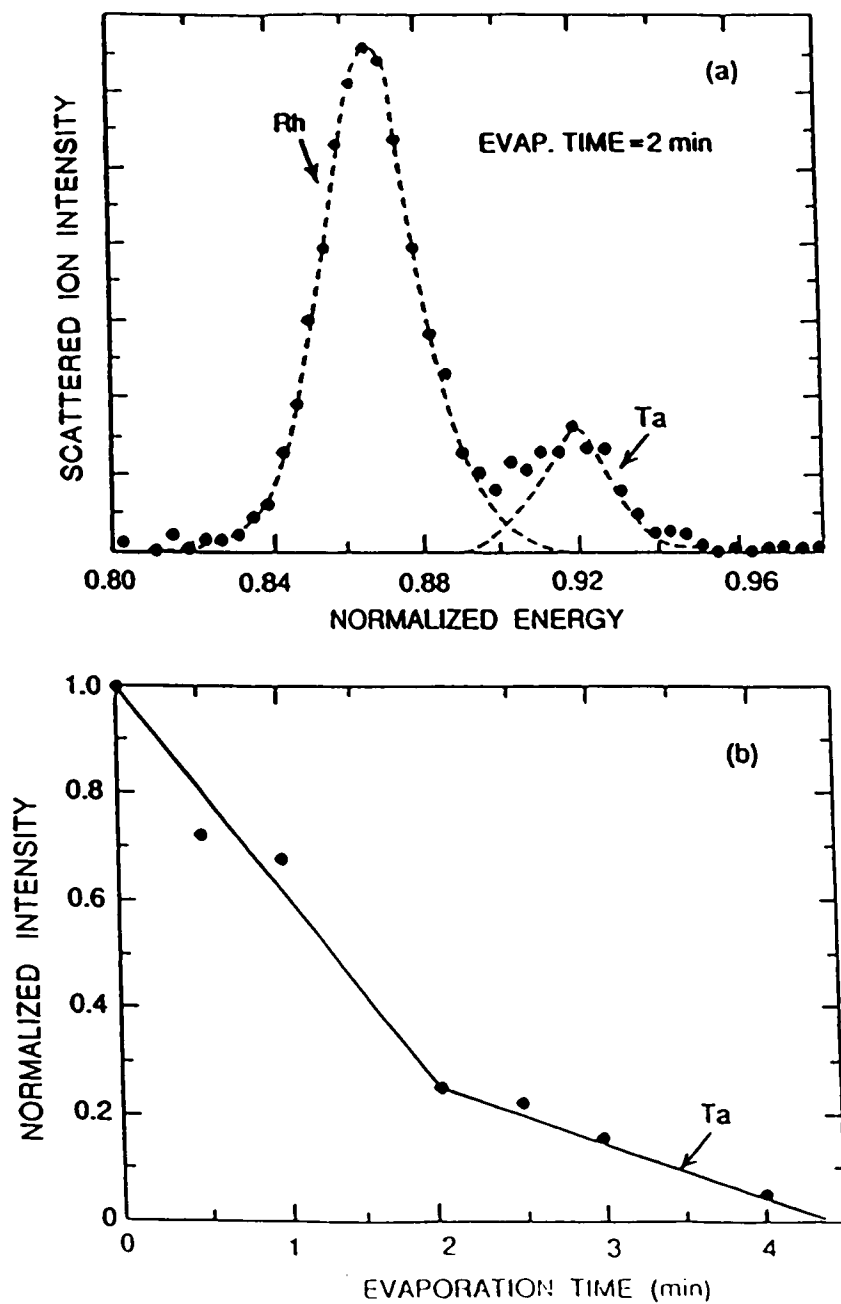 (a)
Rh
EVAP. TIME = 2 min
Ta
SCATTERED ION INTENSITY
0.80 0.84 0.88 0.92 0.96
NORMALIZED ENERGY
(b)
1.0
0.8
0.6
0.4
0.2
0
NORMALIZED INTENSITY
Ta
0 1 2 3 4
EVAPORATION TIME (min)